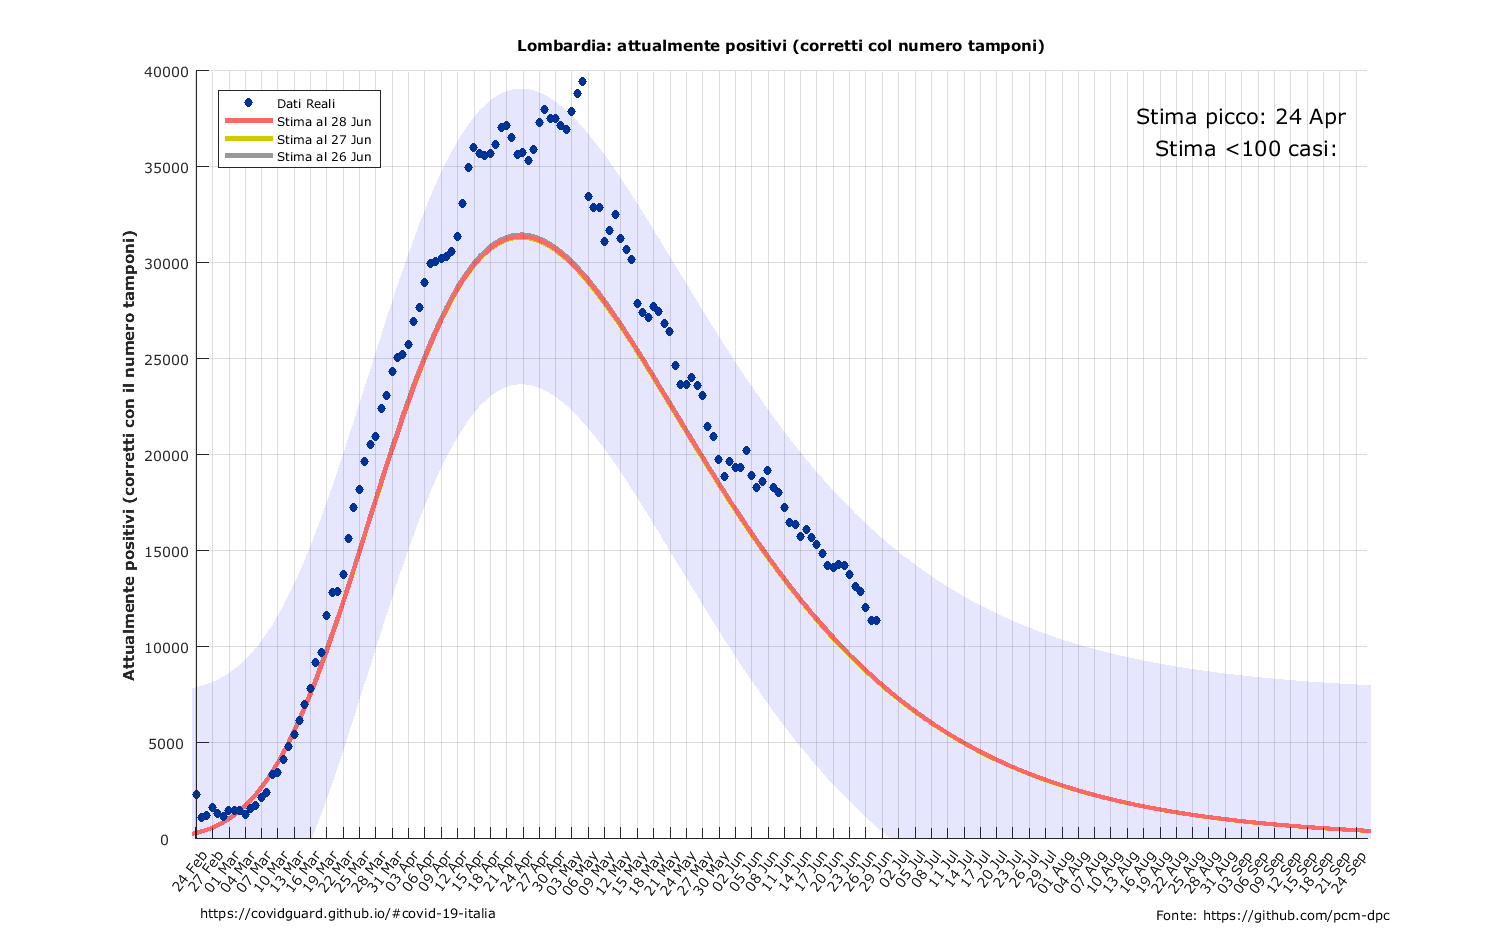 Lombardia: attualmente positivi (corretti col numero tamponi)
Attualmente positivi (corretti con il numero tamponi)
40000
35000
30000
25000
20000
15000
10000
5000
0
Dati Reali
Stima al 28 Jun
Stima al 27 Jun
Stima al 26 Jun
Stima picco: 24 Apr
Stima <100 casi:
24 Feb
27 Feb
01 Mar
04 Mar
07 Mar
10 Mar
13 Mar
16 Mar
19 Mar
22 Mar
25 Mar
28 Mar
31 Mar
03 Apr
06 Apr
09 Apr
12 Apr
15 Apr
18 Apr
21 Apr
24 Apr
27 Apr
30 Apr
03 May
06 May
09 May
12 May
15 May
18 May
21 May
24 May
27 May
30 May
02 Jun
05 Jun
08 Jun
11 Jun
14 Jun
17 Jun
20 Jun
23 Jun
26 Jun
29 Jun
02 Jul
05 Jul
08 Jul
11 Jul
14 Jul
17 Jul
20 Jul
23 Jul
26 Jul
29 Jul
01 Aug
04 Aug
07 Aug
10 Aug
13 Aug
16 Aug
19 Aug
22 Aug
25 Aug
28 Aug
31 Aug
03 Sep
06 Sep
09 Sep
12 Sep
15 Sep
18 Sep
21 Sep
24 Sep
https://covidguard.github.io/#covid-19-italia
Fonte: https://github.com/pcm-dpc